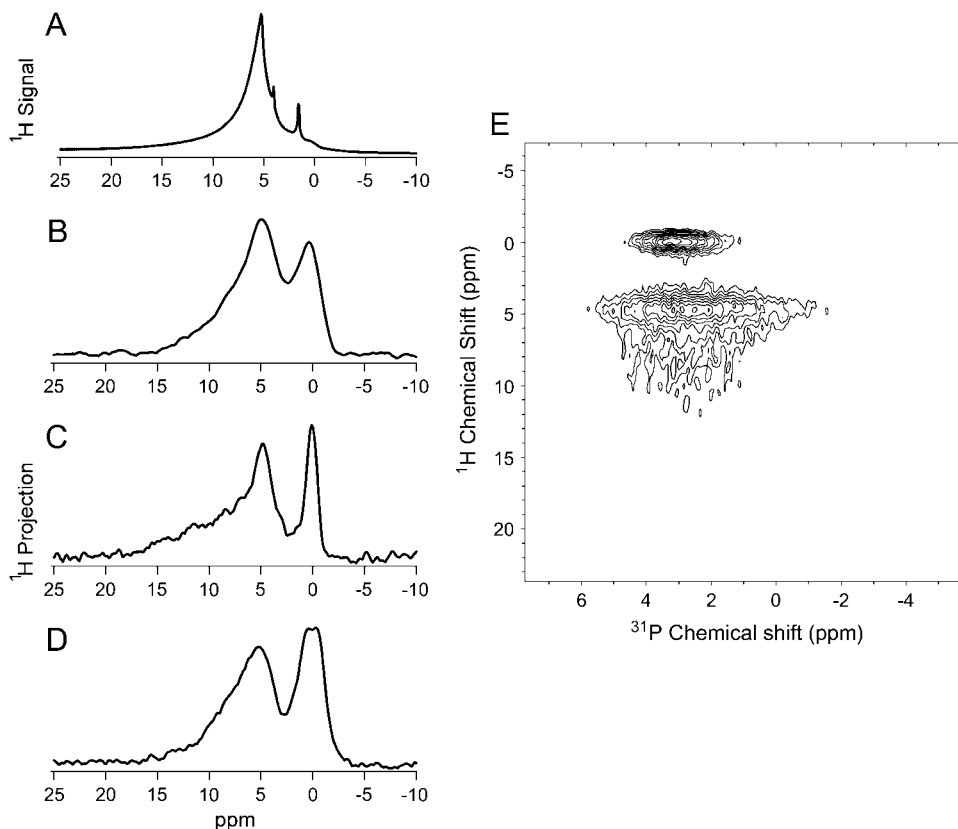 A
¹H Signal
25 20 15 10 5 0 -5 -10
B
25 20 15 10 5 0 -5 -10
C
¹H Projection
25 20 15 10 5 0 -5 -10
D
25 20 15 10 5 0 -5 -10
ppm
E
¹H Chemical Shift (ppm)
-5
0
5
10
15
20
6 4 2 0 -2 -4
³¹P Chemical shift (ppm)